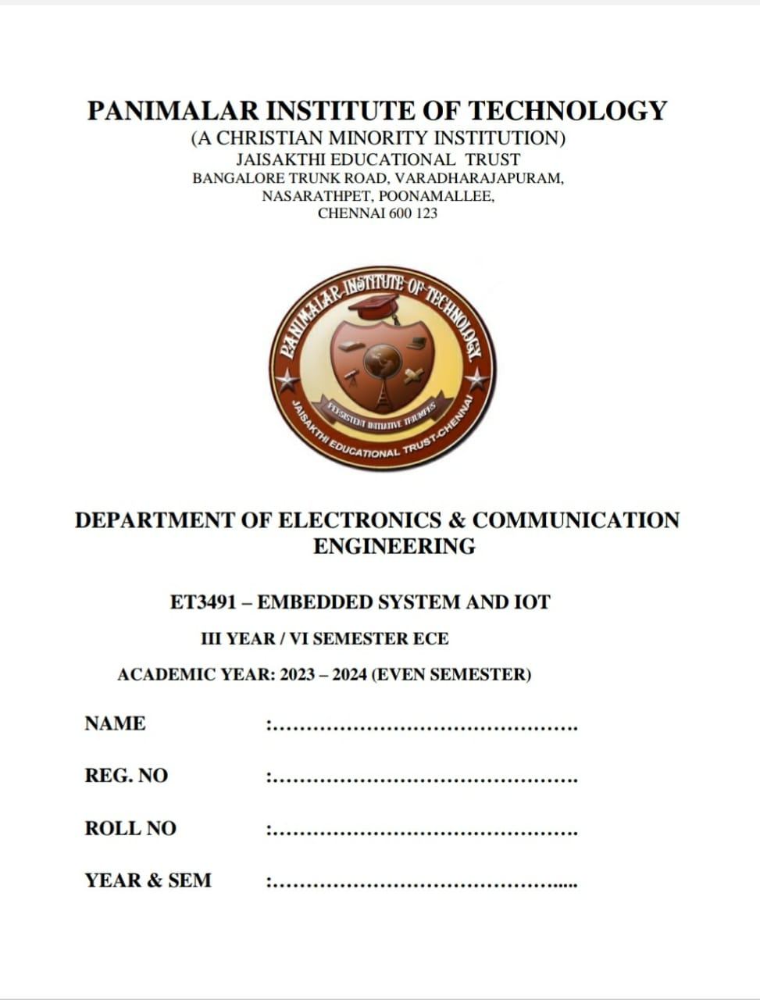 PANIMALAR INSTITUTE OF TECHNOLOGY
(A CHRISTIAN MINORITY INSTITUTION)
JAISAKTHI EDUCATIONAL TRUST
BANGALORE TRUNK ROAD, VARADHARAJAPURAM,
NASARATHPET, POONAMALLEE,
CHENNAI 600 123
PANIMALAR INSTITUTE OF TECHNOLOGY
PERSISTENT INITIATIVE TRIUMPHS
JAISAKTHI EDUCATIONAL TRUST-CHENNAI
DEPARTMENT OF ELECTRONICS & COMMUNICATION
ENGINEERING
ET3491 – EMBEDDED SYSTEM AND IOT
III YEAR / VI SEMESTER ECE
ACADEMIC YEAR: 2023 – 2024 (EVEN SEMESTER)
NAME :……………………………………….
REG. NO :……………………………………….
ROLL NO :……………………………………….
YEAR & SEM :…………………………………….....